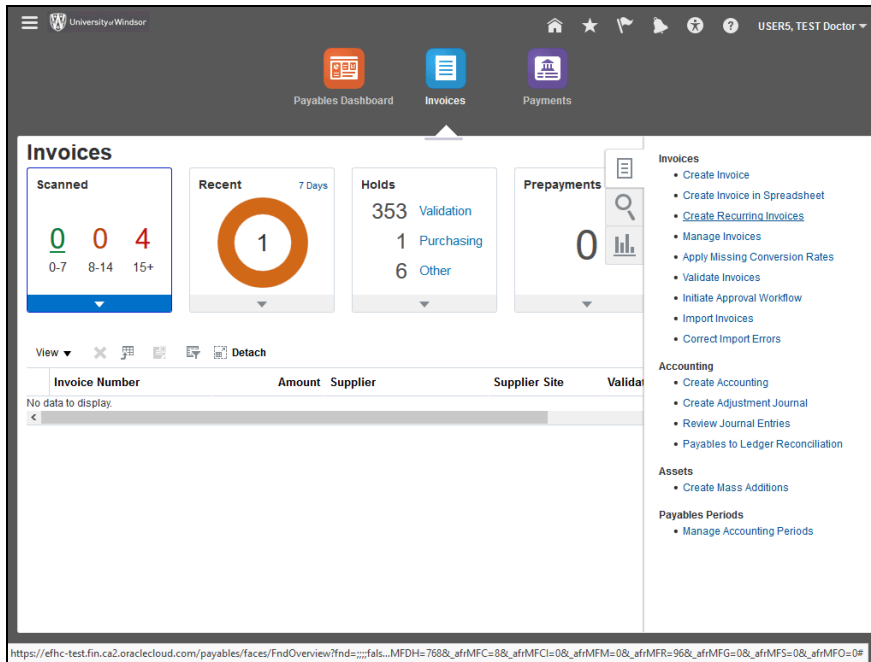 University of Windsor
USER5, TEST Doctor
Payables Dashboard Invoices Payments
Invoices
Scanned
0 0 4
0-7 8-14 15+
Recent 7 Days
1
Holds
353 Validation
1 Purchasing
6 Other
Prepayments
0
View Detach
Invoice Number Amount Supplier Supplier Site Validat
No data to display.
Invoices
• Create Invoice
• Create Invoice in Spreadsheet
• Create Recurring Invoices
• Manage Invoices
• Apply Missing Conversion Rates
• Validate Invoices
• Initiate Approval Workflow
• Import Invoices
• Correct Import Errors
Accounting
• Create Accounting
• Create Adjustment Journal
• Review Journal Entries
• Payables to Ledger Reconciliation
Assets
• Create Mass Additions
Payables Periods
• Manage Accounting Periods
https://efhc-test.fin.ca2.oraclecloud.com/payables/faces/FndOverview?fnd=;;;;fals...MFDH=768&_afrMFC=8&_afrMFCI=0&_afrMFM=0&_afrMFR=96&_afrMFG=0&_afrMFS=0&_afrMFO=0#